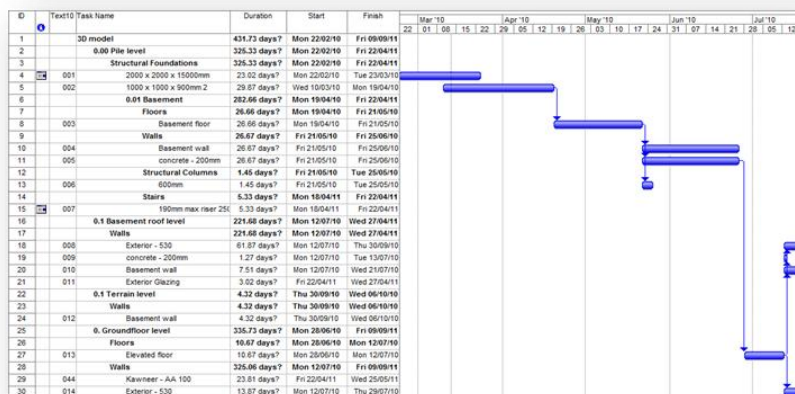 ID Text10 Task Name Duration Start Finish Mar '10 Apr '10 May '10 Jun '10 Jul '10
22 01 08 15 22 29 05 12 19 26 03 10 17 24 31 07 14 21 28 05 12
1 3D model 431.73 days? Mon 22/02/10 Fri 09/09/11
2 0.00 Pile level 325.33 days? Mon 22/02/10 Fri 22/04/11
3 Structural Foundations 325.33 days? Mon 22/02/10 Fri 22/04/11
4 001 2000 x 2000 x 15000mm 23.02 days? Mon 22/02/10 Tue 23/03/10
5 002 1000 x 1000 x 900mm 2 29.87 days? Wed 10/03/10 Mon 19/04/10
6 0.01 Basement 282.66 days? Mon 19/04/10 Fri 22/04/11
7 Floors 26.66 days? Mon 19/04/10 Fri 21/05/10
8 003 Basement floor 26.66 days? Mon 19/04/10 Fri 21/05/10
9 Walls 26.67 days? Fri 21/05/10 Fri 25/06/10
10 004 Basement wall 26.67 days? Fri 21/05/10 Fri 25/06/10
11 005 concrete - 200mm 26.67 days? Fri 21/05/10 Fri 25/06/10
12 Structural Columns 1.45 days? Fri 21/05/10 Tue 25/05/10
13 006 600mm 1.45 days? Fri 21/05/10 Tue 25/05/10
14 Stairs 5.33 days? Mon 18/04/11 Fri 22/04/11
15 007 190mm max riser 250 5.33 days? Mon 18/04/11 Fri 22/04/11
16 0.1 Basement roof level 221.68 days? Mon 12/07/10 Wed 27/04/11
17 Walls 221.68 days? Mon 12/07/10 Wed 27/04/11
18 008 Exterior - 530 61.87 days? Mon 12/07/10 Thu 30/09/10
19 009 concrete - 200mm 1.27 days? Mon 12/07/10 Tue 13/07/10
20 010 Basement wall 7.51 days? Mon 12/07/10 Wed 21/07/10
21 011 Exterior Glazing 3.02 days? Fri 22/04/11 Wed 27/04/11
22 0.1 Terrain level 4.32 days? Thu 30/09/10 Wed 06/10/10
23 Walls 4.32 days? Thu 30/09/10 Wed 06/10/10
24 012 Basement wall 4.32 days? Thu 30/09/10 Wed 06/10/10
25 0. Groundfloor level 335.73 days? Mon 28/06/10 Fri 09/09/11
26 Floors 10.67 days? Mon 28/06/10 Mon 12/07/10
27 013 Elevated floor 10.67 days? Mon 28/06/10 Mon 12/07/10
28 Walls 325.06 days? Mon 12/07/10 Fri 09/09/11
29 044 Kawneer - AA 100 23.81 days? Fri 22/04/11 Wed 25/05/11
30 014 Exterior - 530 13.87 days? Mon 12/07/10 Thu 29/07/10